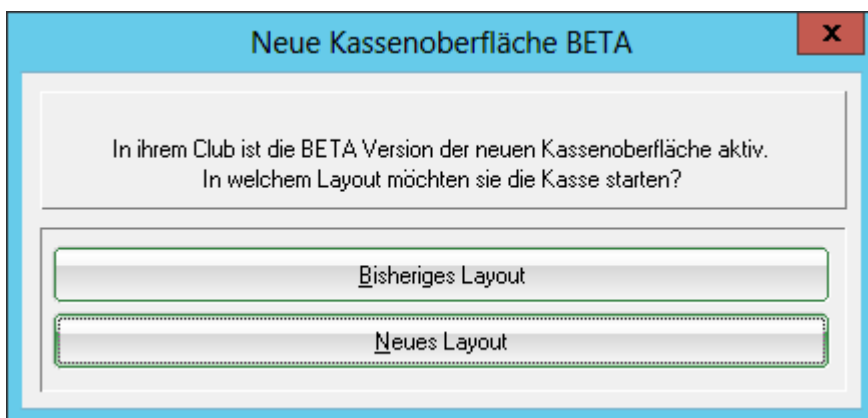 Neue Kassenoberfläche BETA
x
In ihrem Club ist die BETA Version der neuen Kassenoberfläche aktiv.
In welchem Layout möchten sie die Kasse starten?
Bisheriges Layout
Neues Layout